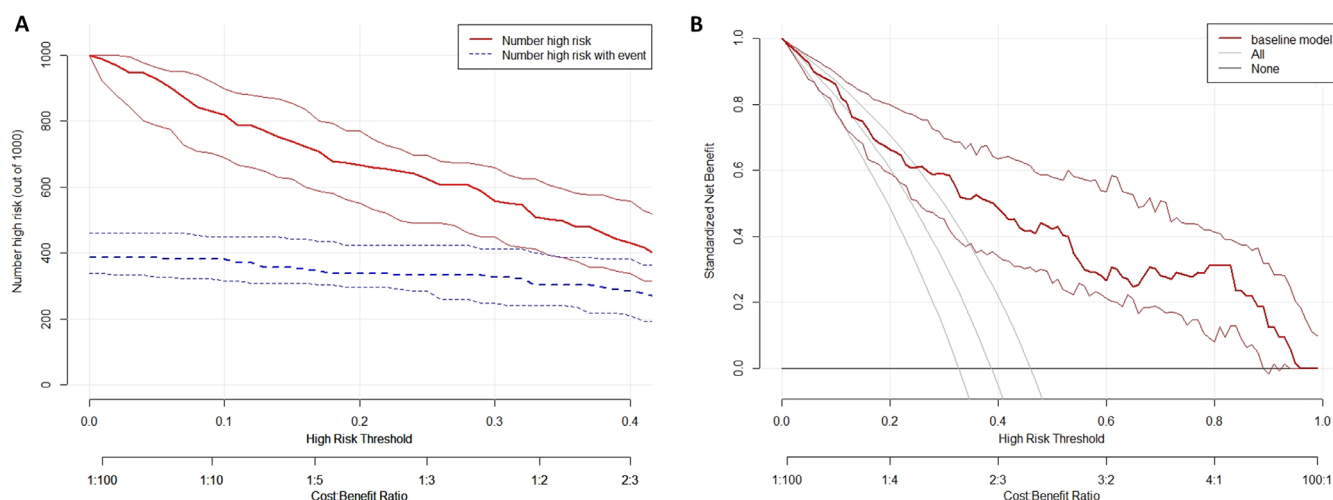 A
Number high risk
Number high risk with event
Number high risk (out of 1000)
1000
800
600
400
200
0
0.0 0.1 0.2 0.3 0.4
High Risk Threshold
1:100 1:10 1:5 1:3 1:2 2:3
Cost:Benefit Ratio
B
baseline model
All
None
Standardized Net Benefit
1.0
0.8
0.6
0.4
0.2
0.0
0.0 0.2 0.4 0.6 0.8 1.0
High Risk Threshold
1:100 1:4 2:3 3:2 4:1 100:1
Cost:Benefit Ratio